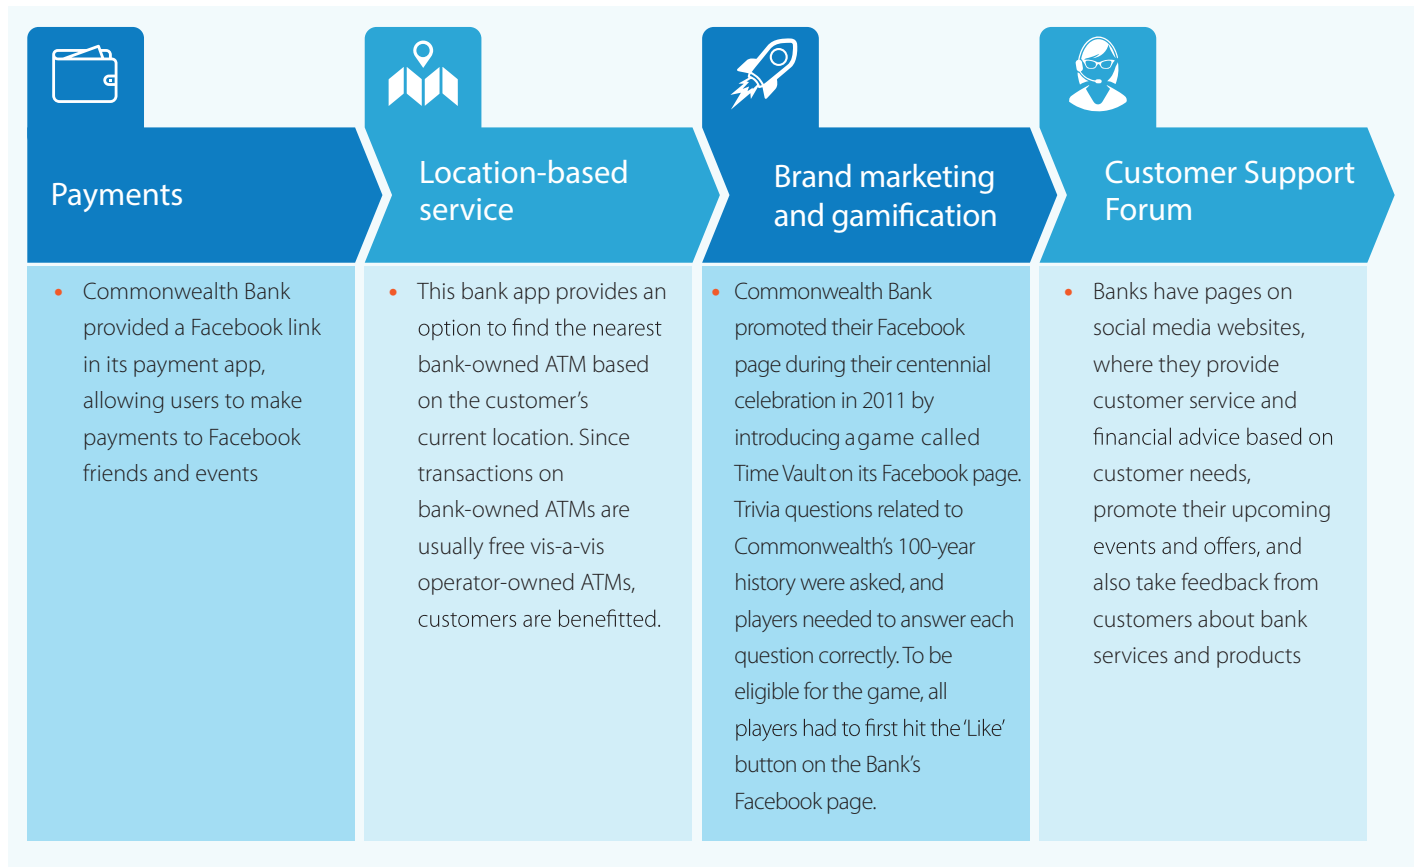 Payments
Commonwealth Bank
provided a Facebook link
in its payment app,
allowing users to make
payments to Facebook
friends and events
Location-based
service
This bank app provides an
option to find the nearest
bank-owned ATM based
on the customer's
current location. Since
transactions on
bank-owned ATMs are
usually free vis-a-vis
operator-owned ATMs,
customers are benefitted.
Brand marketing
and gamification
Commonwealth Bank
promoted their Facebook
page during their centennial
celebration in 2011 by
introducing a game called
Time Vault on its Facebook page.
Trivia questions related to
Commonwealth's 100-year
history were asked, and
players needed to answer each
question correctly. To be
eligible for the game, all
players had to first hit the 'Like'
button on the Bank's
Facebook page.
Customer Support
Forum
Banks have pages on
social media websites,
where they provide
customer service and
financial advice based on
customer needs,
promote their upcoming
events and offers, and
also take feedback from
customers about bank
services and products